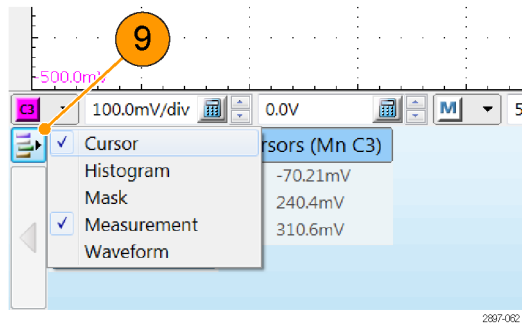 9
-500.0mV
C3 100.0mV/div 0.0V M 5
Cursor rsors (Mn C3)
Histogram -70.21mV
Mask 240.4mV
Measurement 310.6mV
Waveform
2897-062